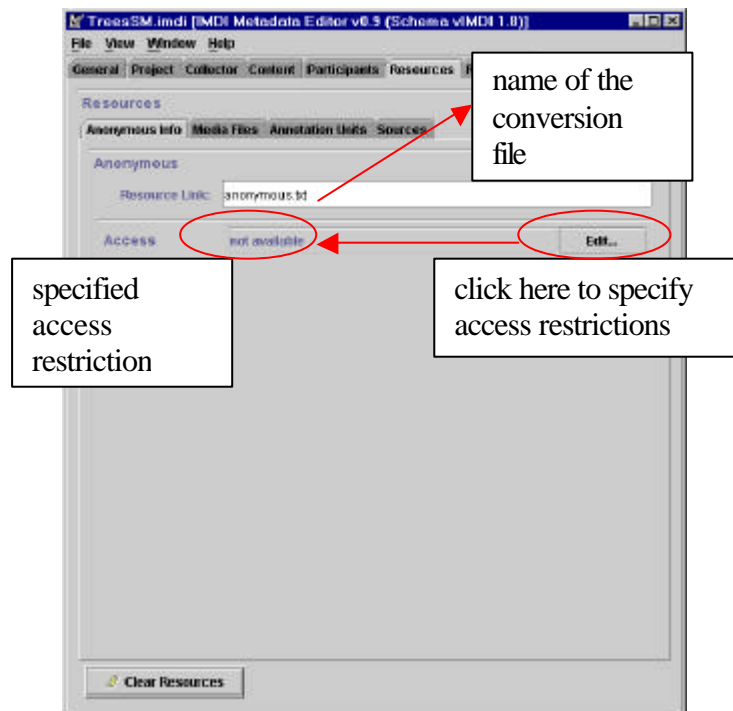 TreesSM.imdi [IMDI Metadata Editor v0.9 (Schema vIMDI 1.8)]
File View Window Help
General Project Collector Content Participants Resources
name of the
conversion
file
Resources
Anonymous Info Media Files Annotation Units Sources
Anonymous
Resource Link: anonymous.txt
Access not available Edit...
specified
access
restriction
click here to specify
access restrictions
Clear Resources